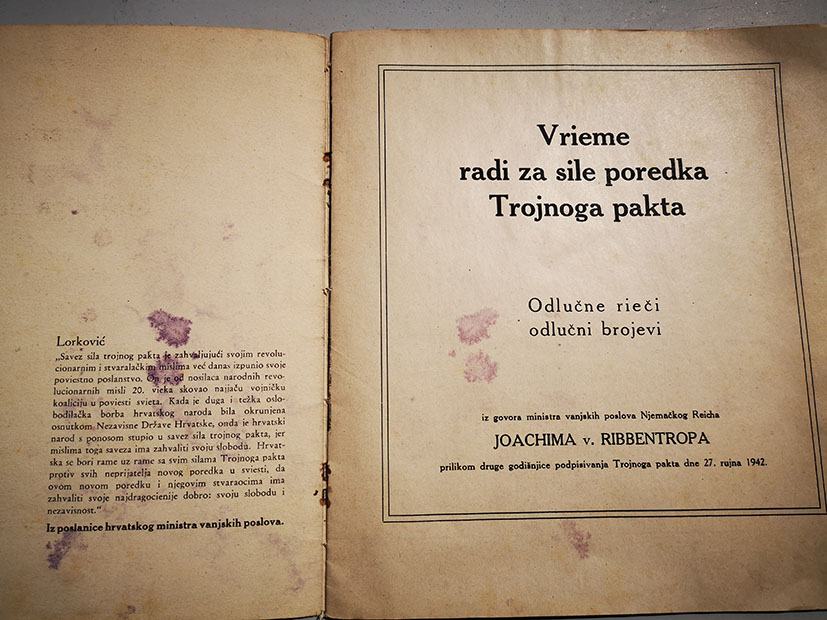 Lorković
„Savez sila trojnog pakta je zahvaljujući svojim revolu-
cionarnim i stvaralačkim mislima već danas izpunio svoje
poviestno poslanstvo. On je od nosilaca narodnih revo-
lucionarnih misli 20. vieka skovao najjaču vojničku
koaliciju u poviesti svjeta. Kada je duga i težka oslo-
bodilačka borba hrvatskog naroda bila okrunjena
osnutkom Nezavisne Države Hrvatske, onda je hrvatski
narod s ponosom stupio u savez sila trojnog pakta, jer
mislima toga saveza ima zahvaliti svoju slobodu. Hrvat-
ska se bori rame uz rame sa svim silama Trojnoga pakta
protiv svih neprijatelja novog poredka u sviesti, da
ovom novom poredku i njegovim stvaraocima ima
zahvaliti svoje najdragocienije dobro: svoju slobodu i
nezavisnost.“
Iz poslanice hrvatskog ministra vanjskih poslova.
Vrieme
radi za sile poredka
Trojnoga pakta
Odlučne rieči
odlučni brojevi
iz govora ministra vanjskih poslova Njemačkog Reicha
JOACHIMA v. RIBBENTROPA
prilikom druge godišnjice podpisivanja Trojnoga pakta dne 27. rujna 1942.